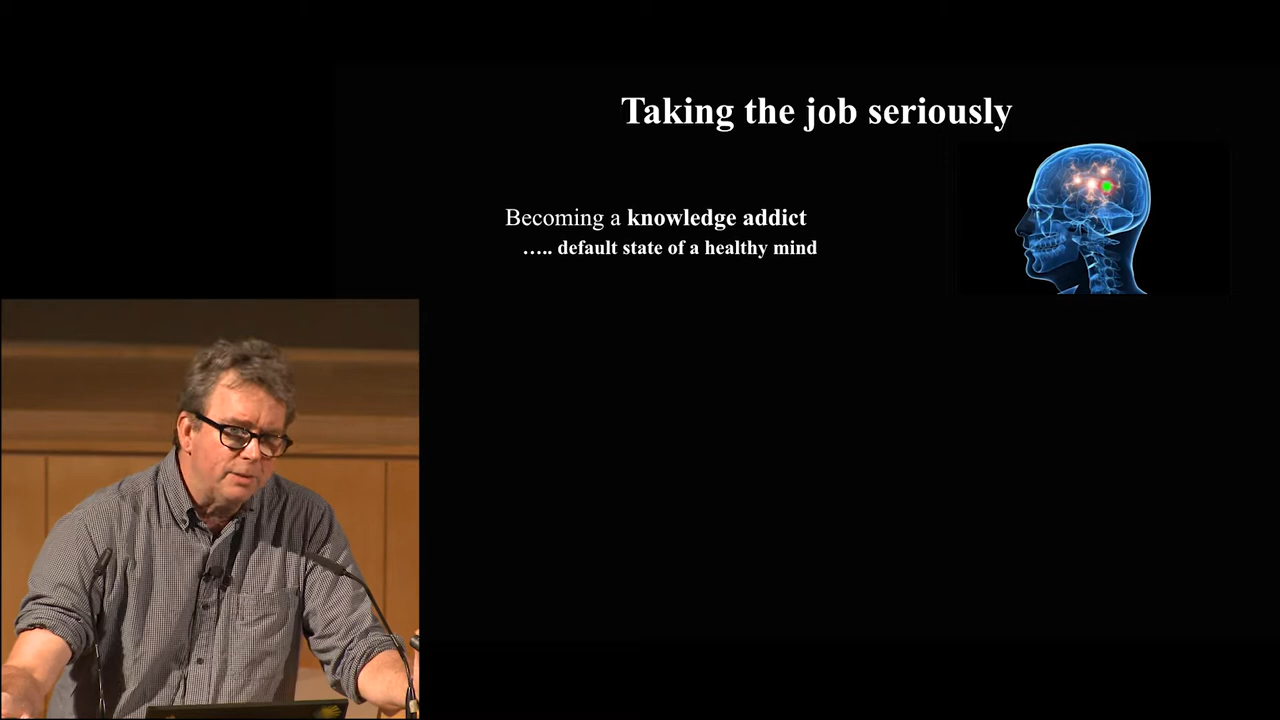 Taking the job seriously
Becoming a knowledge addict
….. default state of a healthy mind